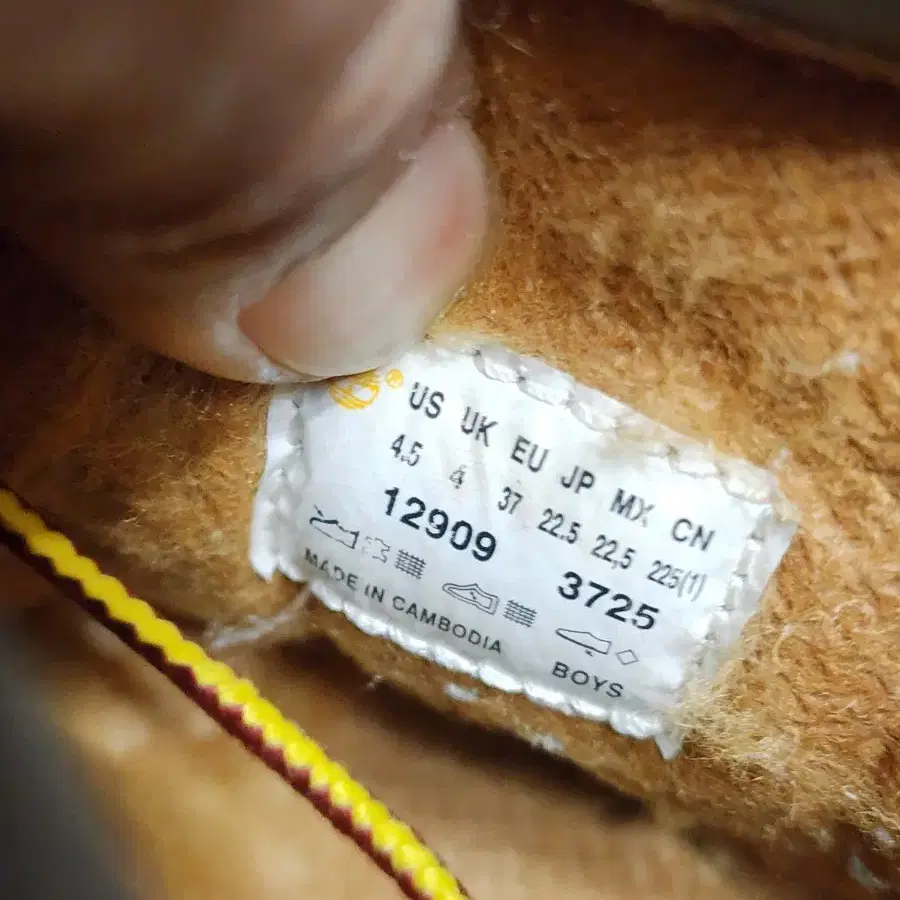 US UK EU JP MX CN
4.5 4 37 22.5 22,5 225(1)
12909 3725
MADE IN CAMBODIA BOYS